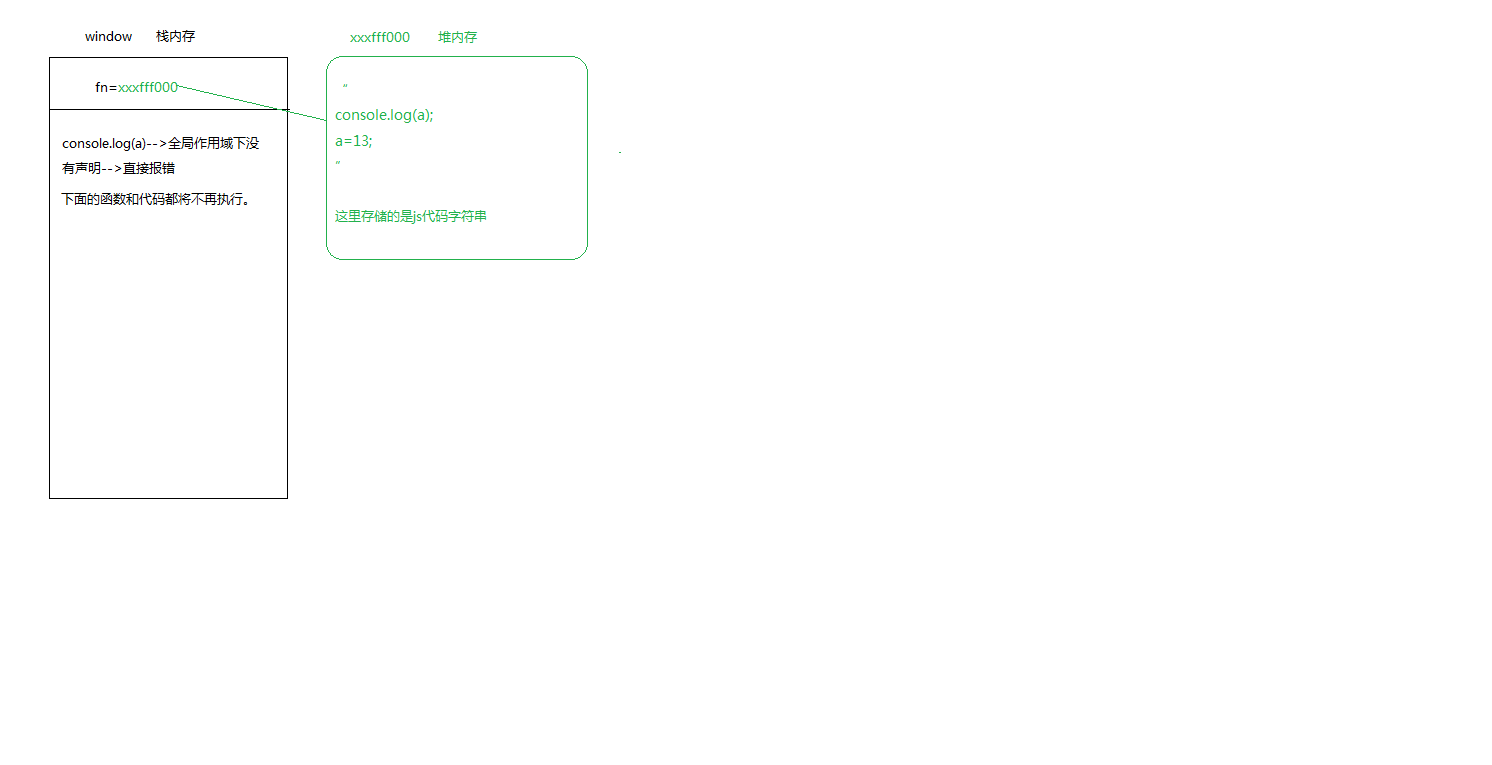 window 栈内存
fn=xxxfff000
console.log(a)-->全局作用域下没
有声明-->直接报错
下面的函数和代码都将不再执行。
xxxfff000 堆内存
“
console.log(a);
a=13;
”
这里存储的是js代码字符串